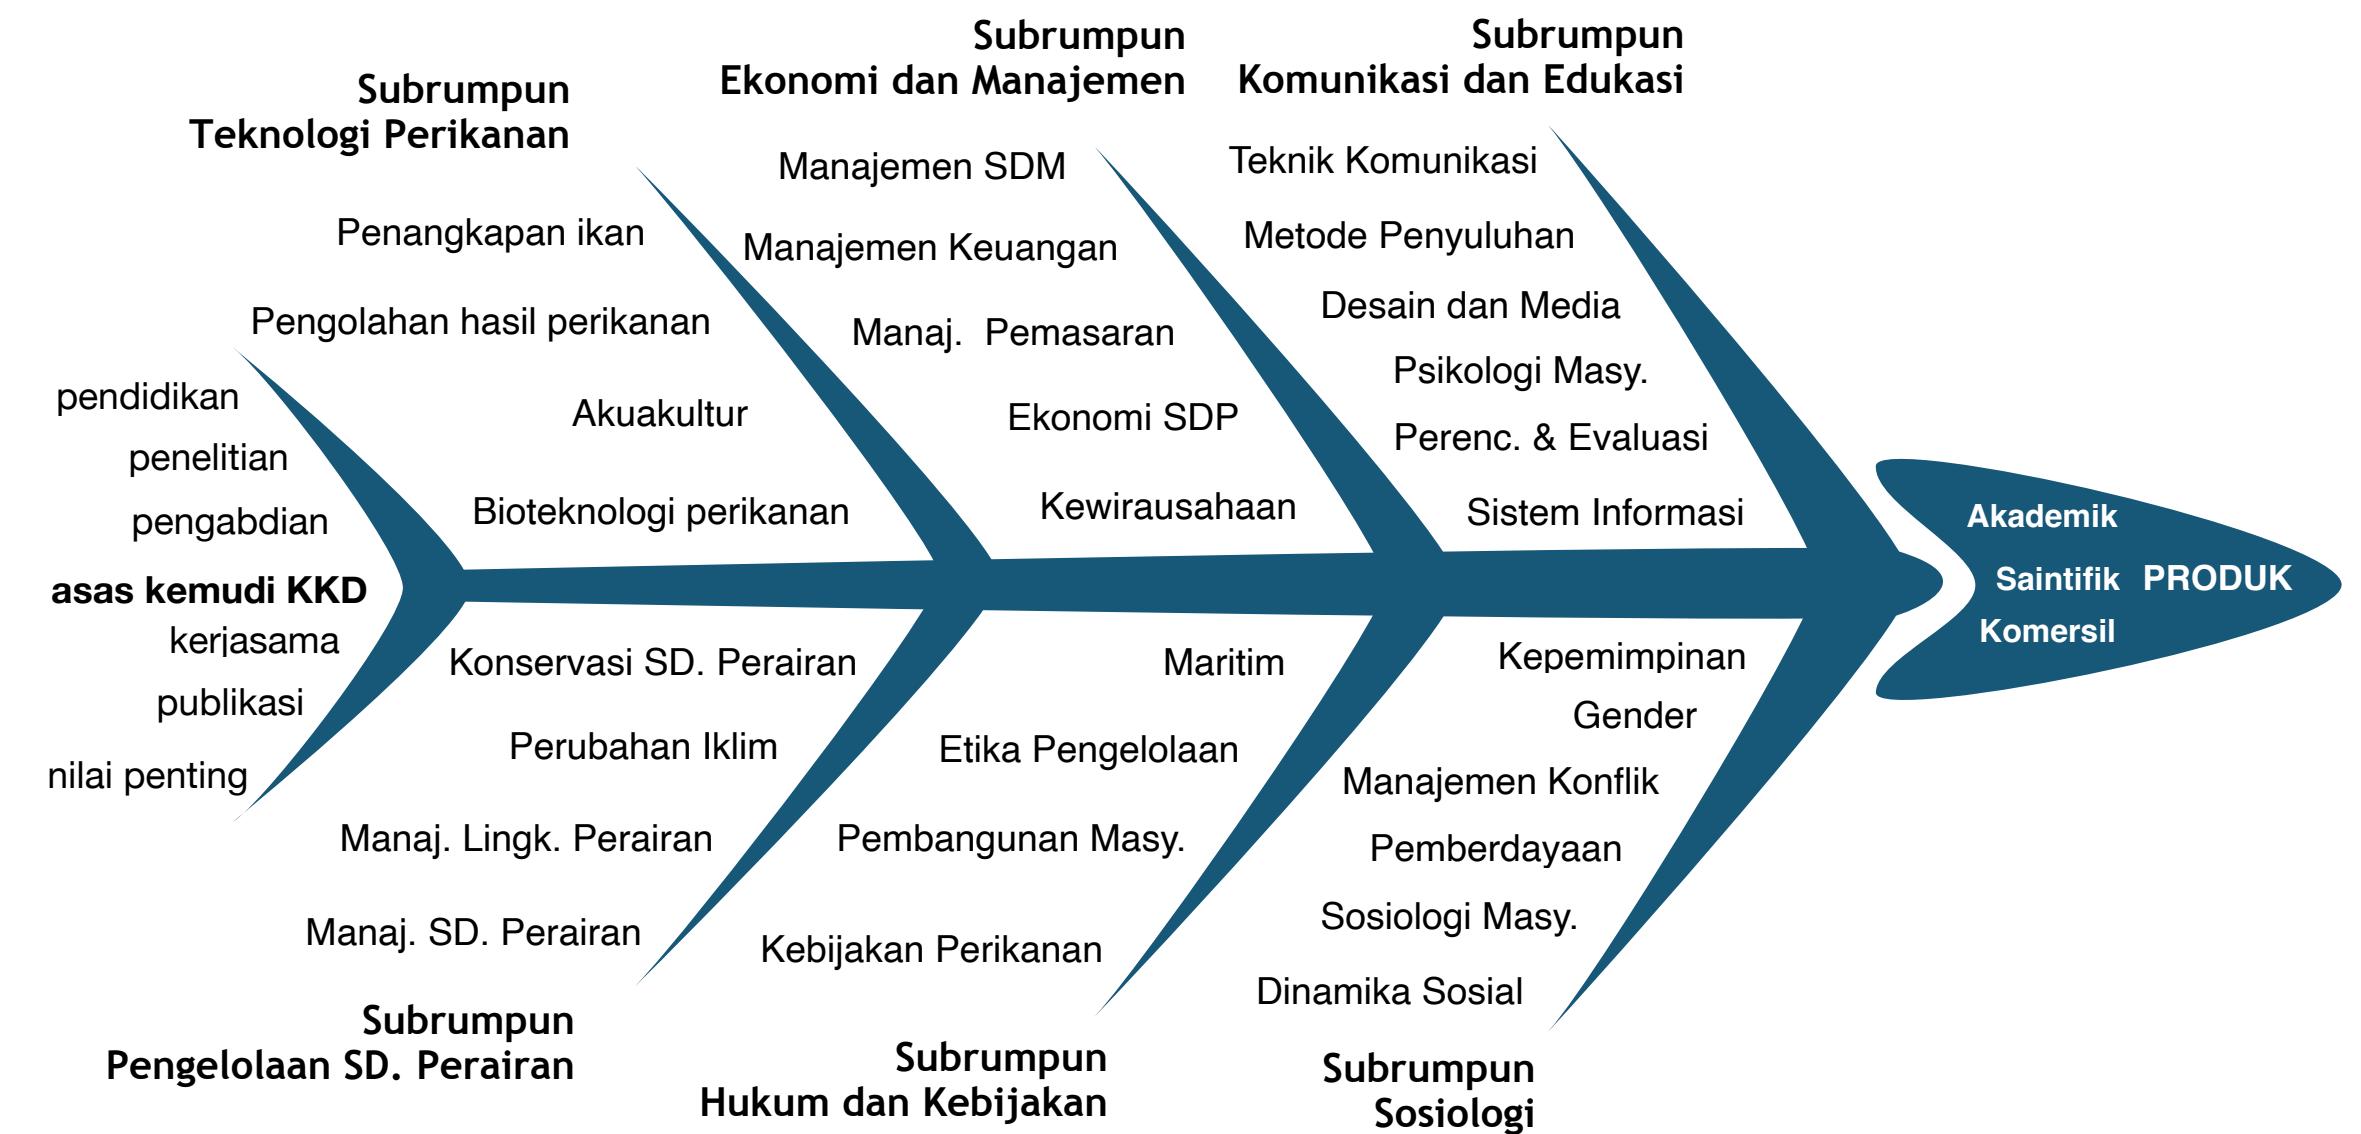 Subrumpun
Teknologi Perikanan
Penangkapan ikan
Pengolahan hasil perikanan
Akuakultur
Bioteknologi perikanan
Subrumpun
Ekonomi dan Manajemen
Manajemen SDM
Manajemen Keuangan
Manaj.  Pemasaran
Ekonomi SDP
Kewirausahaan
Subrumpun
Komunikasi dan Edukasi
Teknik Komunikasi
Metode Penyuluhan
Desain dan Media
Psikologi Masy.
Perenc. & Evaluasi
Sistem Informasi
pendidikan
penelitian
pengabdian
asas kemudi KKD
kerjasama
publikasi
nilai penting
Akademik
Saintifik PRODUK
Komersil
Konservasi SD. Perairan
Perubahan Iklim
Manaj. Lingk. Perairan
Manaj. SD. Perairan
Subrumpun
Pengelolaan SD. Perairan
Maritim
Etika Pengelolaan
Pembangunan Masy.
Kebijakan Perikanan
Subrumpun
Hukum dan Kebijakan
Kepemimpinan
Gender
Manajemen Konflik
Pemberdayaan
Sosiologi Masy.
Dinamika Sosial
Subrumpun
Sosiologi